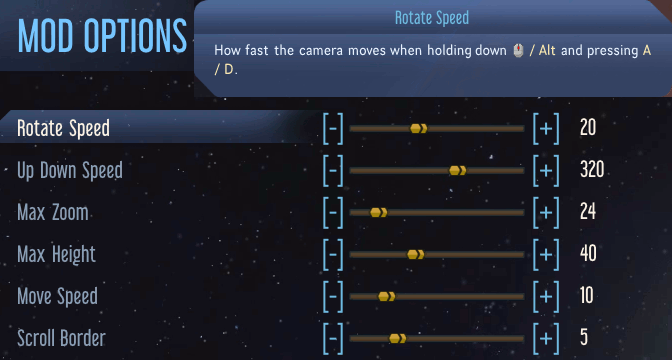 MOD OPTIONS
Rotate Speed
How fast the camera moves when holding down / Alt and pressing A
/ D.
Rotate Speed [-] [+] 20
Up Down Speed [-] [+] 320
Max Zoom [-] [+] 24
Max Height [-] [+] 40
Move Speed [-] [+] 10
Scroll Border [-] [+] 5